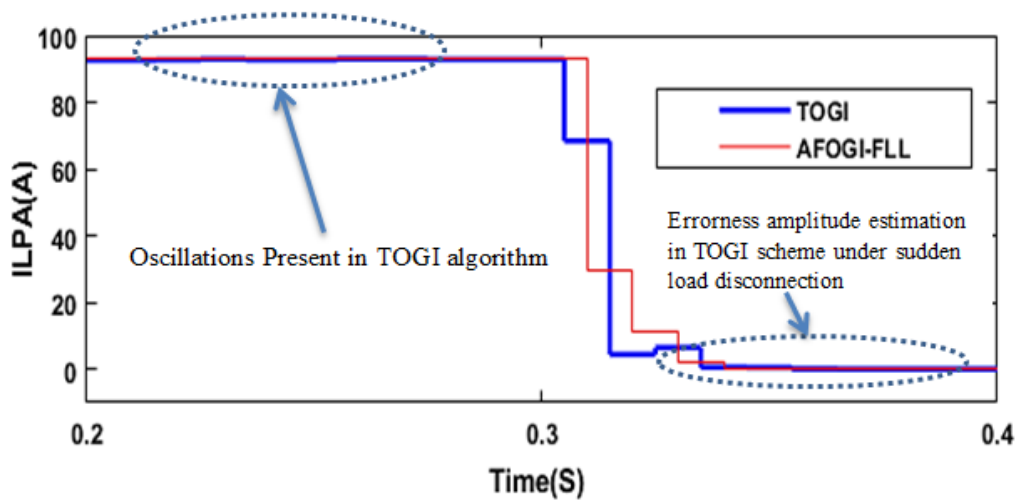 100
80
60
40
20
0
ILPA(A)
TOGI
AFOGI-FLL
Oscillations Present in TOGI algorithm
Errorness amplitude estimation
in TOGI scheme under sudden
load disconnection
0.2
0.3
0.4
Time(S)